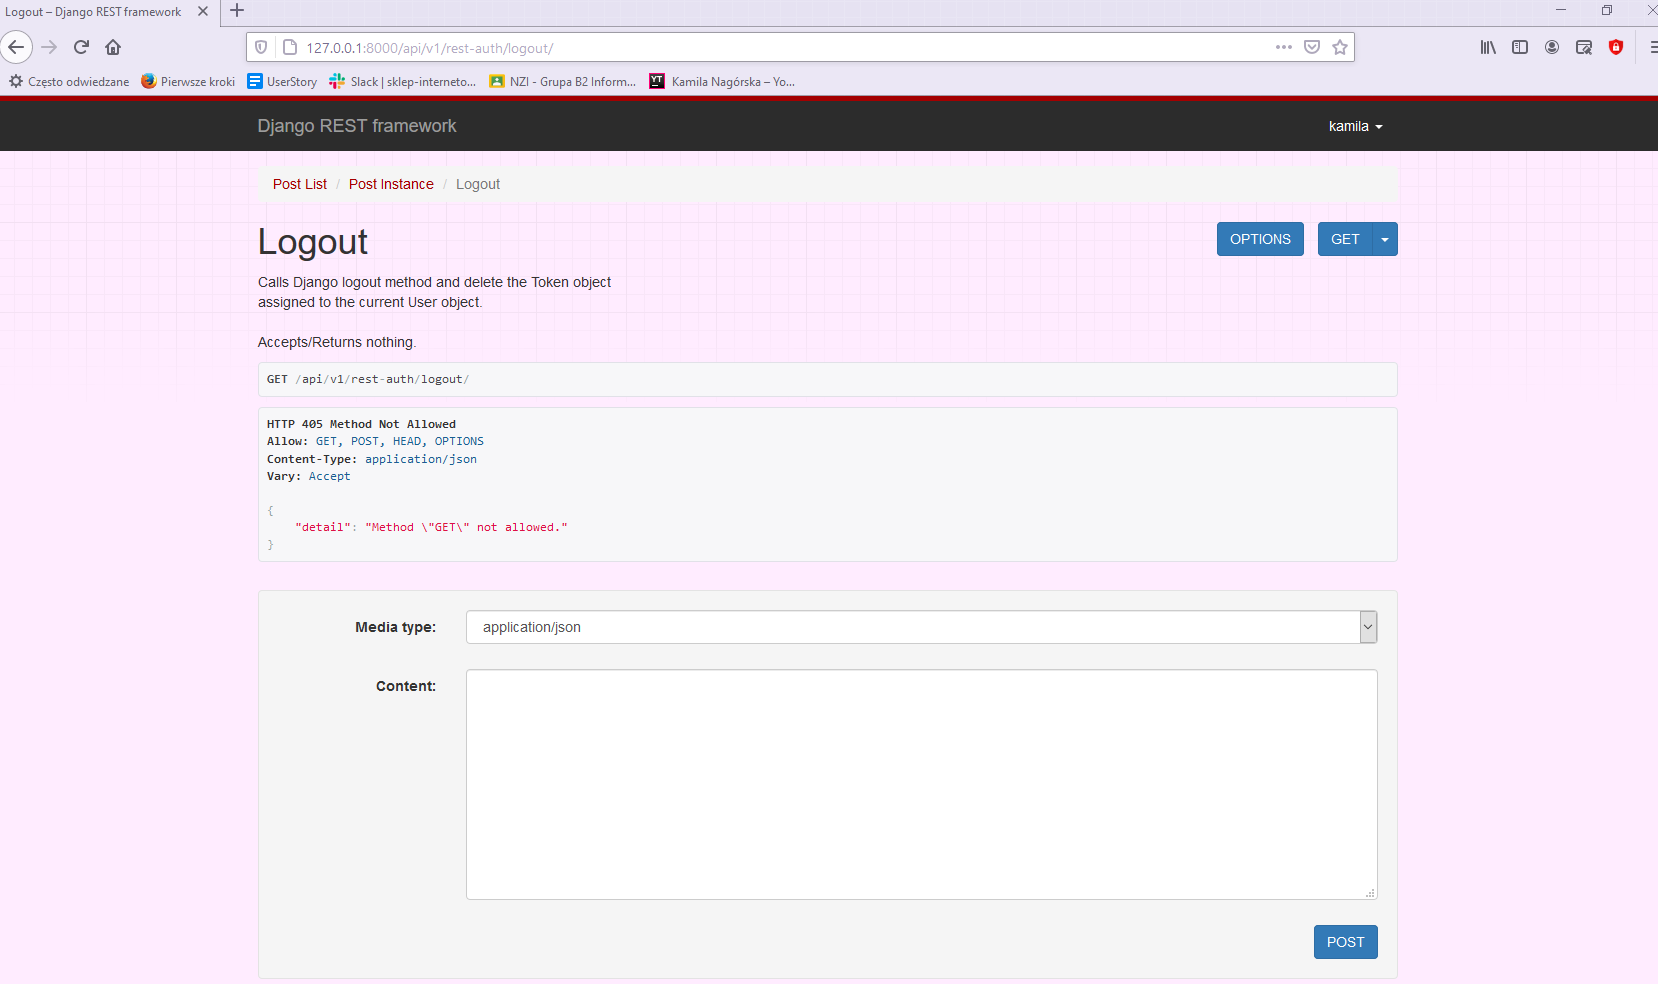 Logout – Django REST framework
127.0.0.1:8000/api/v1/rest-auth/logout/
Często odwiedzane Pierwsze kroki UserStory Slack | sklep-interneto... NZI - Grupa B2 Inform... YT Kamila Nagórska – Yo...
Django REST framework kamila
Post List / Post Instance / Logout
Logout OPTIONS GET
Calls Django logout method and delete the Token object
assigned to the current User object.
Accepts/Returns nothing.
GET /api/v1/rest-auth/logout/
HTTP 405 Method Not Allowed
Allow: GET, POST, HEAD, OPTIONS
Content-Type: application/json
Vary: Accept
{
"detail": "Method \"GET\" not allowed."
}
Media type: application/json
Content:
POST